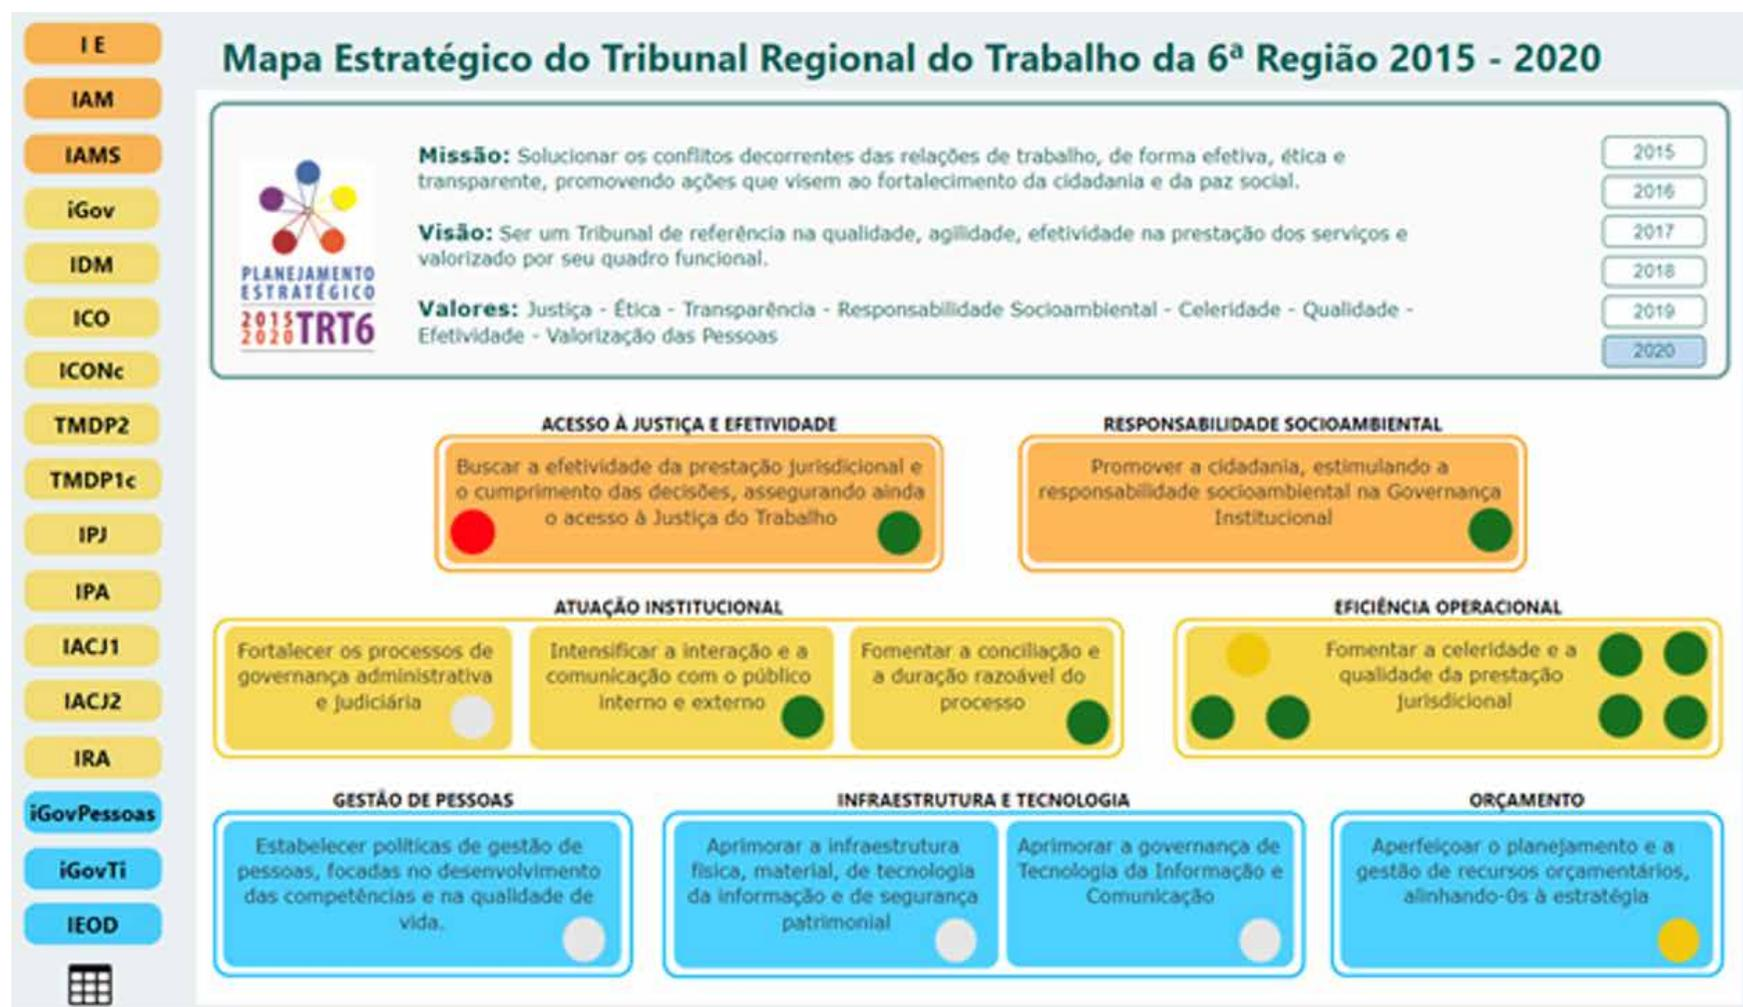 Mapa Estratégico do Tribunal Regional do Trabalho da 6ª Região 2015 - 2020
I E
IAM
IAMS
iGov
IDM
ICO
ICONc
TMDP2
TMDP1c
IPJ
IPA
IACJ1
IACJ2
IRA
iGovPessoas
iGovTi
IEOD
PLANEJAMENTO
ESTRATÉGICO
2015
2020 TRT6
Missão: Solucionar os conflitos decorrentes das relações de trabalho, de forma efetiva, ética e
transparente, promovendo ações que visem ao fortalecimento da cidadania e da paz social.
Visão: Ser um Tribunal de referência na qualidade, agilidade, efetividade na prestação dos serviços e
valorizado por seu quadro funcional.
Valores: Justiça - Ética - Transparência - Responsabilidade Socioambiental - Celeridade - Qualidade -
Efetividade - Valorização das Pessoas
2015
2016
2017
2018
2019
2020
ACESSO À JUSTIÇA E EFETIVIDADE
Buscar a efetividade da prestação jurisdicional e
o cumprimento das decisões, assegurando ainda
o acesso à Justiça do Trabalho
RESPONSABILIDADE SOCIOAMBIENTAL
Promover a cidadania, estimulando a
responsabilidade socioambiental na Governança
Institucional
ATUAÇÃO INSTITUCIONAL
Fortalecer os processos de
governança administrativa
e judiciária
Intensificar a interação e a
comunicação com o público
interno e externo
Fomentar a conciliação e
a duração razoável do
processo
EFICIÊNCIA OPERACIONAL
Fomentar a celeridade e a
qualidade da prestação
jurisdicional
GESTÃO DE PESSOAS
Estabelecer políticas de gestão de
pessoas, focadas no desenvolvimento
das competências e na qualidade de
vida.
INFRAESTRUTURA E TECNOLOGIA
Aprimorar a infraestrutura
física, material, de tecnologia
da informação e de segurança
patrimonial
Aprimorar a governança de
Tecnologia da Informação e
Comunicação
ORÇAMENTO
Aperfeiçoar o planejamento e a
gestão de recursos orçamentários,
alinhando-0s à estratégia